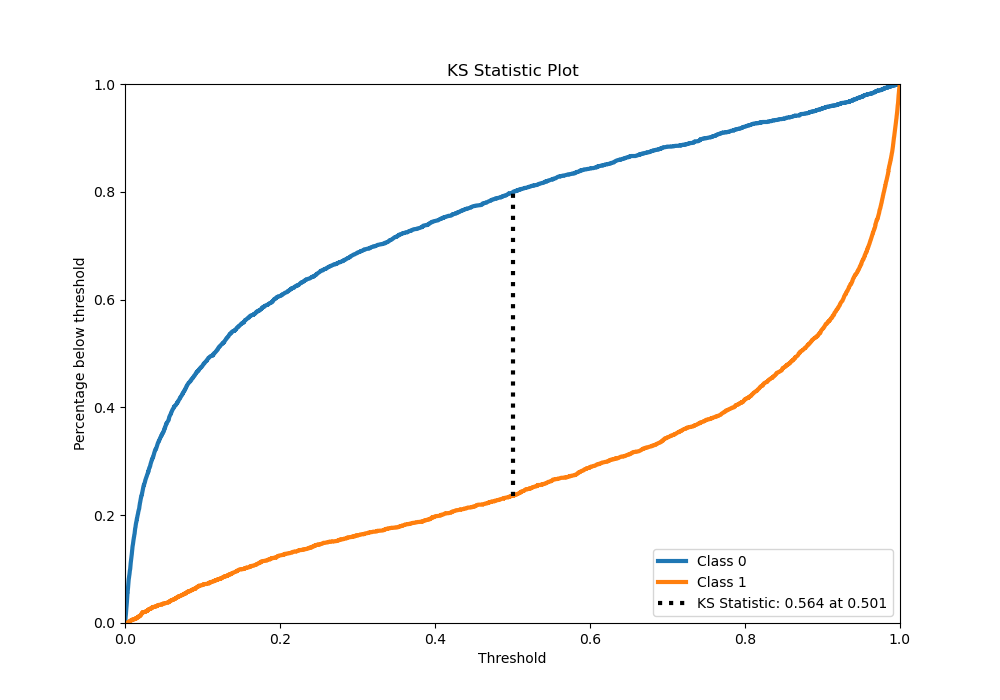 KS Statistic Plot
Percentage below threshold
1.0
0.8
0.6
0.4
0.2
0.0
0.0 0.2 0.4 0.6 0.8 1.0
Threshold
Class 0
Class 1
KS Statistic: 0.564 at 0.501